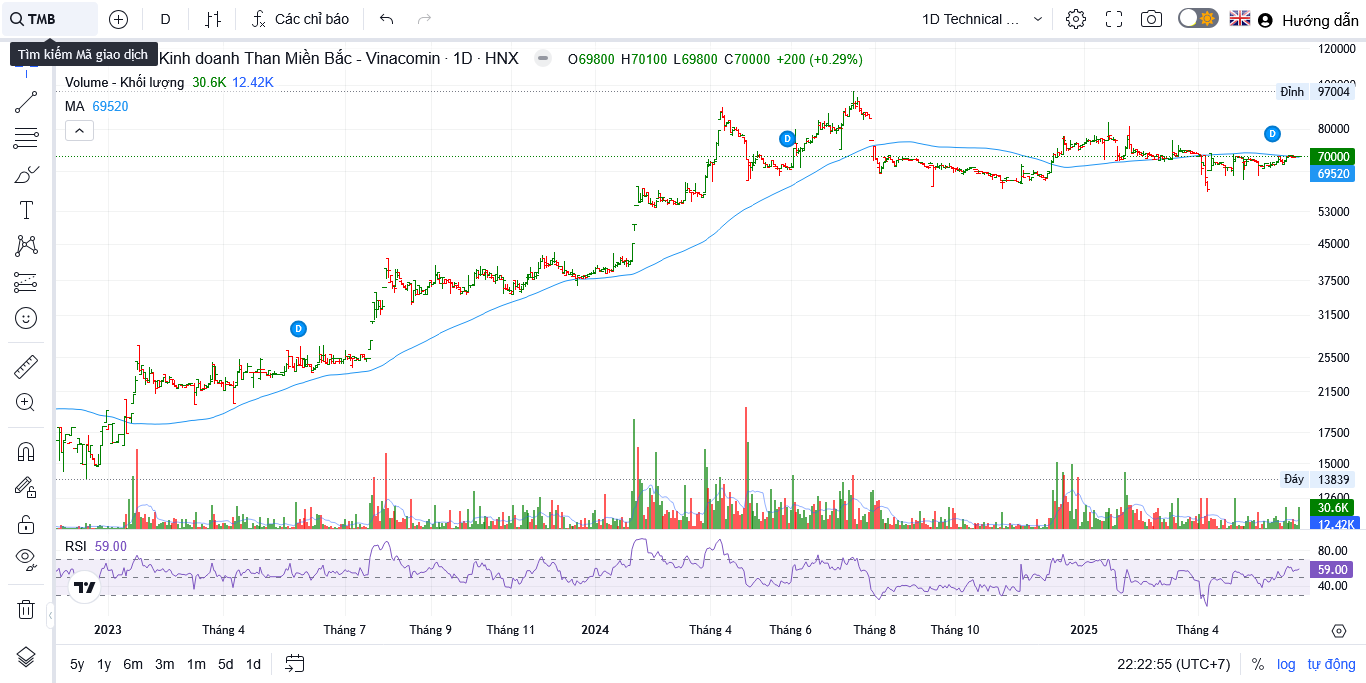 TMB
D
Các chỉ báo
1D Technical ...
Hướng dẫn
Tìm kiếm Mã giao dịch
Kinh doanh Than Miền Bắc - Vinacomin · 1D · HNX
O69800 H70100 L69800 C70000 +200 (+0.29%)
Volume - Khối lượng 30.6K 12.42K
MA 69520
120000
Đỉnh 97004
80000
70000
69520
53000
45000
37500
31500
25500
21500
17500
15000
Đáy 13839
12600
30.6K
12.42K
D
D
D
RSI 59.00
80.00
59.00
40.00
2023 Tháng 4 Tháng 7 Tháng 9 Tháng 11 2024 Tháng 4 Tháng 6 Tháng 8 Tháng 10 2025 Tháng 4
5y 1y 6m 3m 1m 5d 1d
22:22:55 (UTC+7) % log tự động